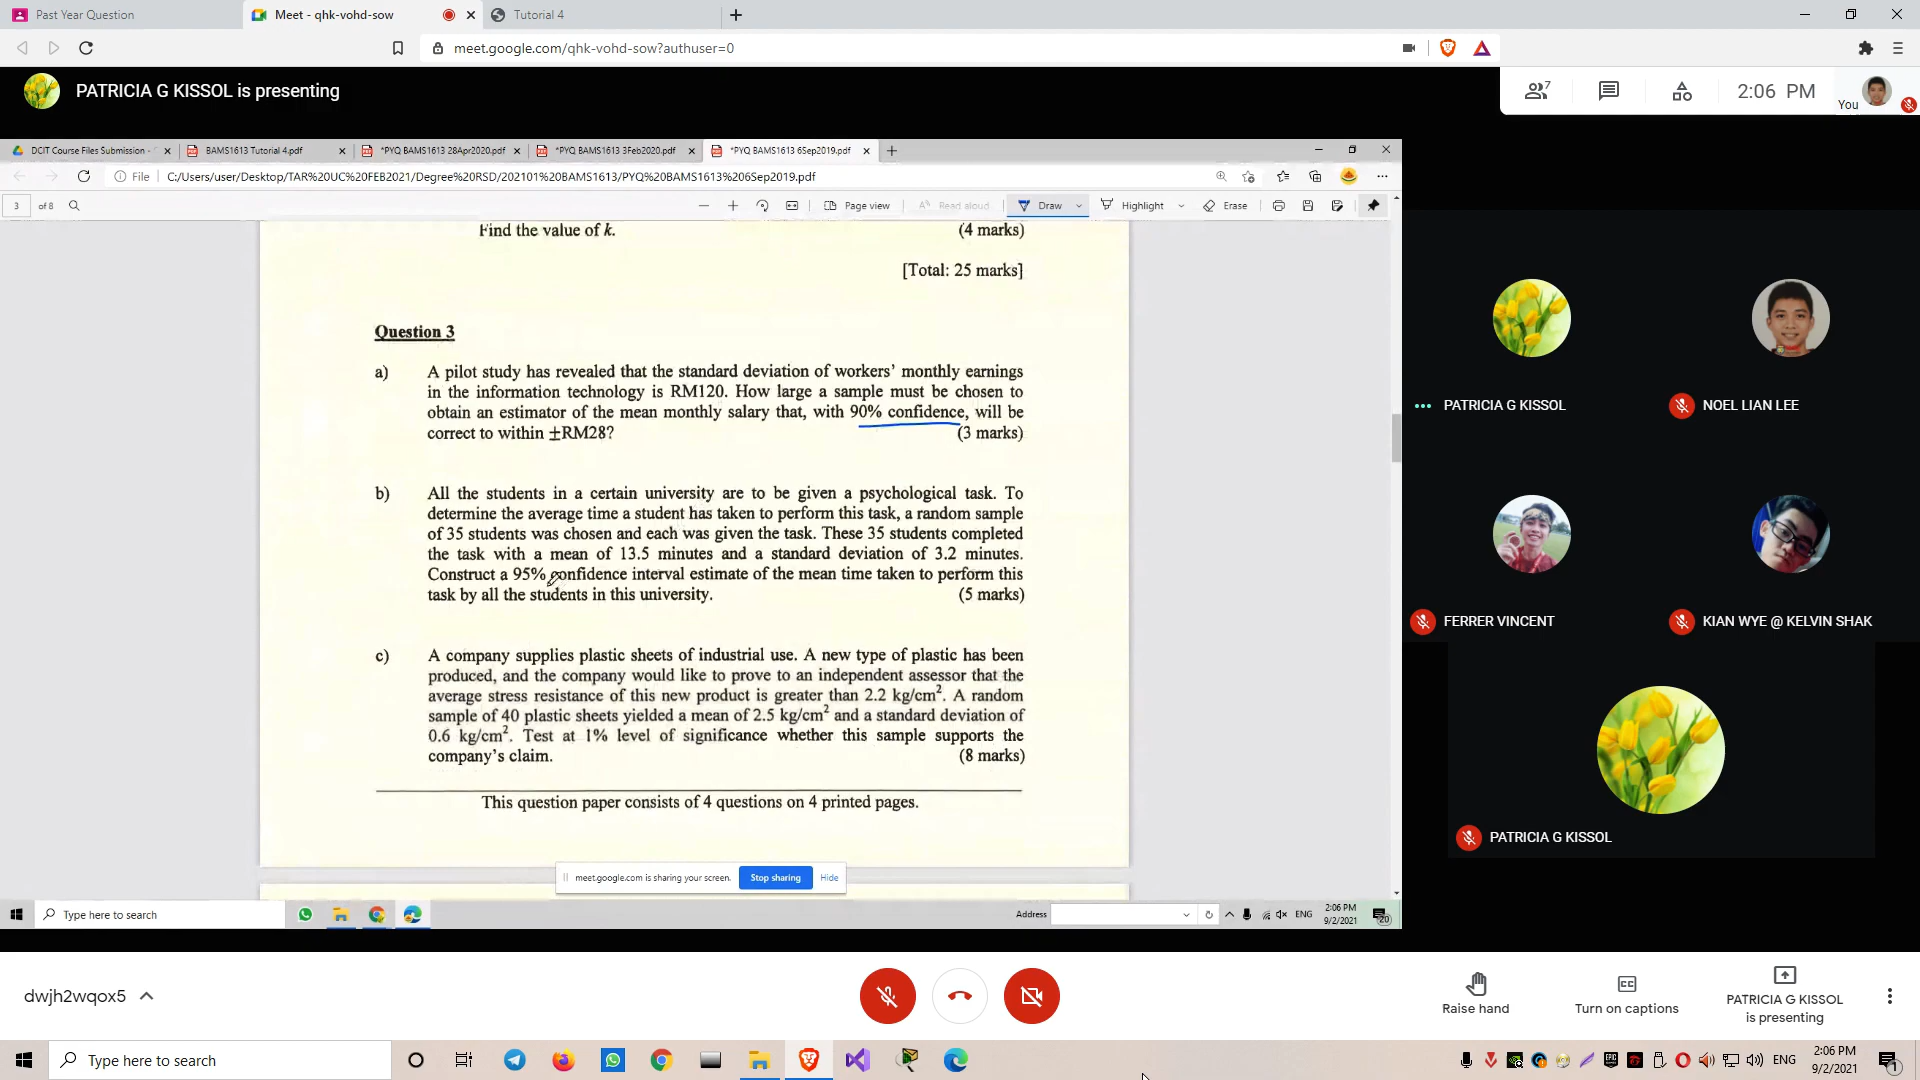 Past Year Question
Meet - qhk-vohd-sow
Tutorial 4
meet.google.com/qhk-vohd-sow?authuser=0
PATRICIA G KISSOL is presenting
7
2:06 PM
You
DCIT Course Files Submission -
BAMS1613 Tutorial 4.pdf
*PYQ BAMS1613 28Apr2020.pdf
*PYQ BAMS1613 3Feb2020.pdf
*PYQ BAMS1613 6Sep2019.pdf
File
C:/Users/user/Desktop/TAR%20UC%20FEB2021/Degree%20RSD/202101%20BAMS1613/PYQ%20BAMS1613%206Sep2019.pdf
3 of 8
Page view
Read aloud
Draw
Highlight
Erase
Find the value of k.
(4 marks)
[Total: 25 marks]
Question 3
a) A pilot study has revealed that the standard deviation of workers' monthly earnings
in the information technology is RM120. How large a sample must be chosen to
obtain an estimator of the mean monthly salary that, with 90% confidence, will be
correct to within ±RM28? (3 marks)
b) All the students in a certain university are to be given a psychological task. To
determine the average time a student has taken to perform this task, a random sample
of 35 students was chosen and each was given the task. These 35 students completed
the task with a mean of 13.5 minutes and a standard deviation of 3.2 minutes.
Construct a 95% confidence interval estimate of the mean time taken to perform this
task by all the students in this university. (5 marks)
c) A company supplies plastic sheets of industrial use. A new type of plastic has been
produced, and the company would like to prove to an independent assessor that the
average stress resistance of this new product is greater than 2.2 kg/cm². A random
sample of 40 plastic sheets yielded a mean of 2.5 kg/cm² and a standard deviation of
0.6 kg/cm². Test at 1% level of significance whether this sample supports the
company's claim. (8 marks)
This question paper consists of 4 questions on 4 printed pages.
meet.google.com is sharing your screen.
Stop sharing
Hide
Type here to search
Address
ENG
2:06 PM
9/2/2021
20
PATRICIA G KISSOL
NOEL LIAN LEE
FERRER VINCENT
KIAN WYE @ KELVIN SHAK
PATRICIA G KISSOL
dwjh2wqox5
Raise hand
Turn on captions
PATRICIA G KISSOL
is presenting
Type here to search
ENG
2:06 PM
9/2/2021
1